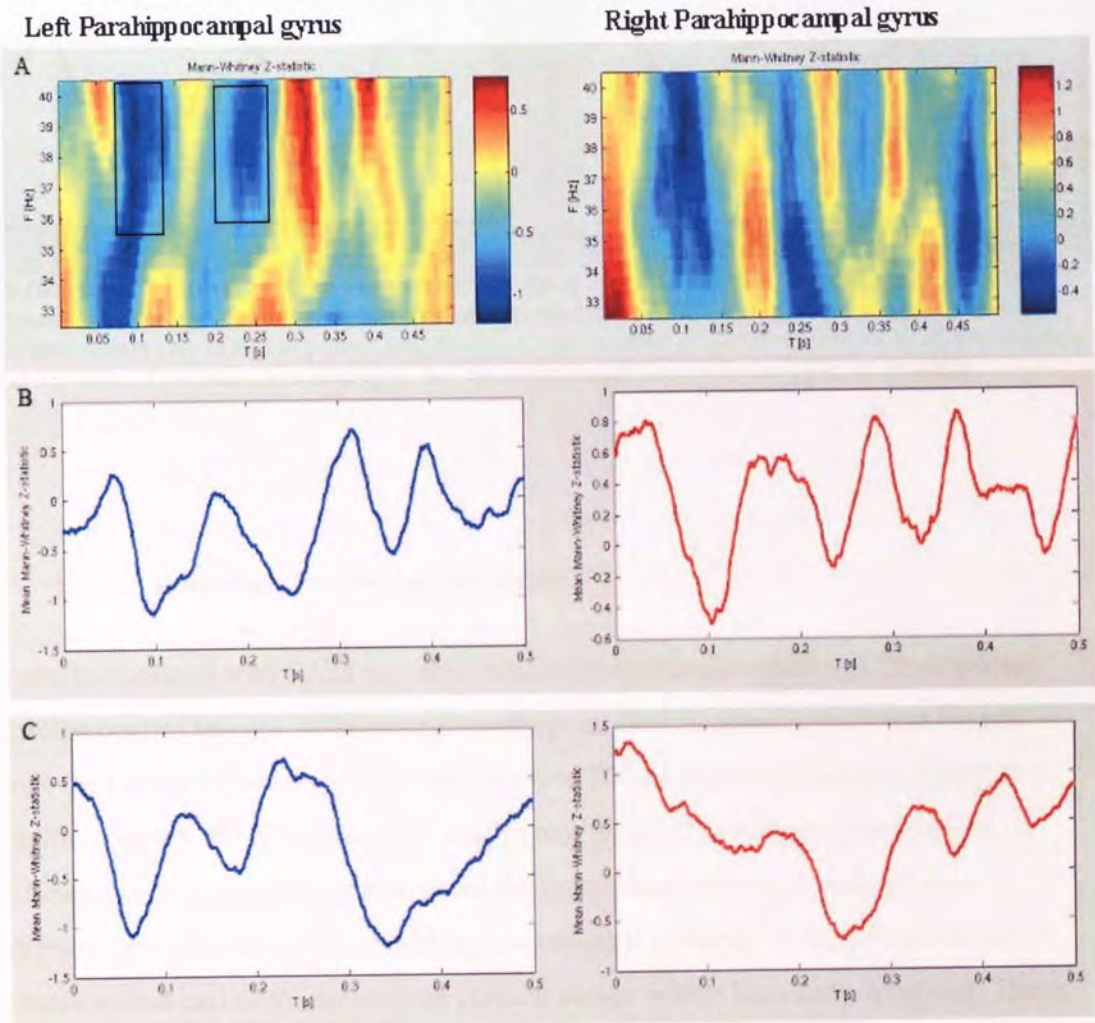 Left Parahippocampal gyrus
Right Parahippocampal gyrus
A
Mann-Whitney Z-statistic
Mann-Whitney Z-statistic
F [Hz]
40
39
38
37
36
35
34
33
0.05 0.1 0.15 0.2 0.25 0.3 0.35 0.4 0.45
T [s]
0.5
0
-0.5
-1
F [Hz]
40
39
38
37
36
35
34
33
0.05 0.1 0.15 0.2 0.25 0.3 0.35 0.4 0.45
T [s]
1.2
1
0.8
0.6
0.4
0.2
0
-0.2
-0.4
B
Mean Mann-Whitney Z-statistic
1
0.5
0
-0.5
-1
-1.5
0 0.1 0.2 0.3 0.4 0.5
T [s]
Mean Mann-Whitney Z-statistic
1
0.8
0.6
0.4
0.2
0
-0.2
-0.4
-0.6
0 0.1 0.2 0.3 0.4 0.5
T [s]
C
Mean Mann-Whitney Z-statistic
1
0.5
0
-0.5
-1
-1.5
0 0.1 0.2 0.3 0.4 0.5
T [s]
Mean Mann-Whitney Z-statistic
1.5
1
0.5
0
-0.5
-1
0 0.1 0.2 0.3 0.4 0.5
T [s]